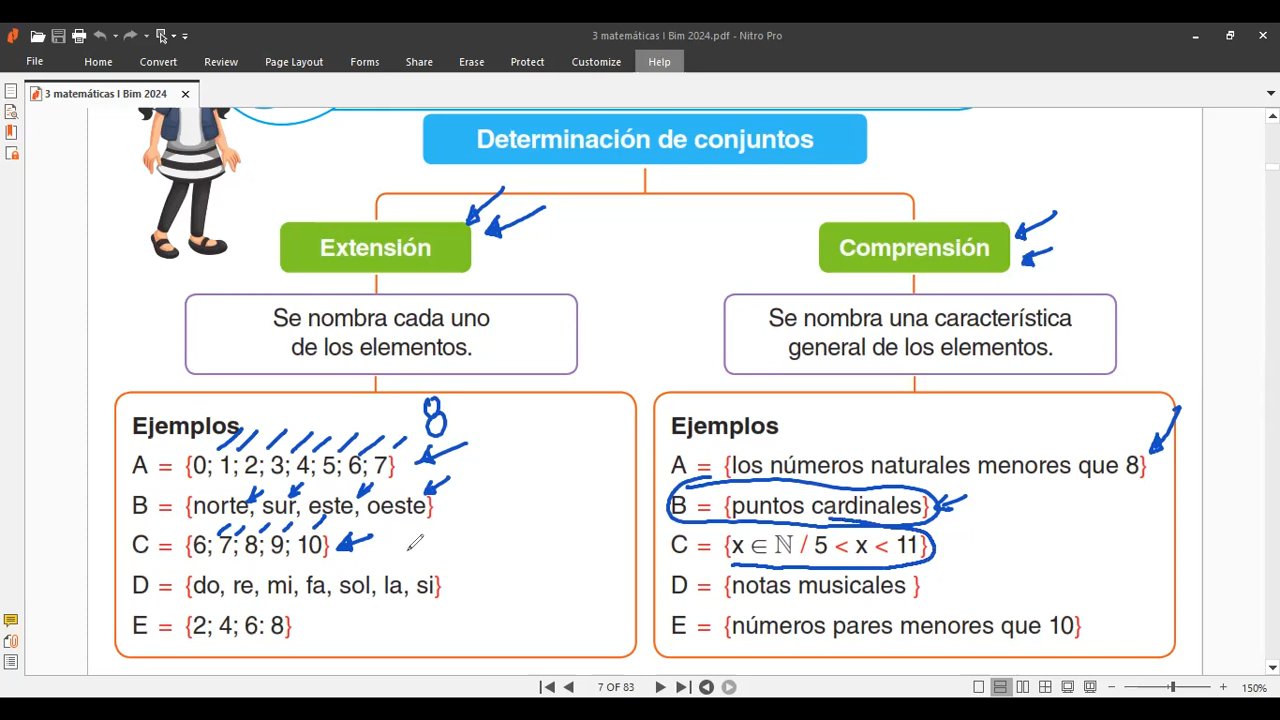 3 matemáticas I Bim 2024.pdf - Nitro Pro
File Home Convert Review Page Layout Forms Share Erase Protect Customize Help
3 matemáticas I Bim 2024
Determinación de conjuntos
Extensión
Comprensión
Se nombra cada uno
de los elementos.
Se nombra una característica
general de los elementos.
8
Ejemplos
A = {0; 1; 2; 3; 4; 5; 6; 7}
B = {norte, sur, este, oeste}
C = {6; 7; 8; 9; 10}
D = {do, re, mi, fa, sol, la, si}
E = {2; 4; 6: 8}
Ejemplos
A = {los números naturales menores que 8}
B = {puntos cardinales}
C = {x ∈ ℕ / 5 < x < 11}
D = {notas musicales }
E = {números pares menores que 10}
7 OF 83
150%